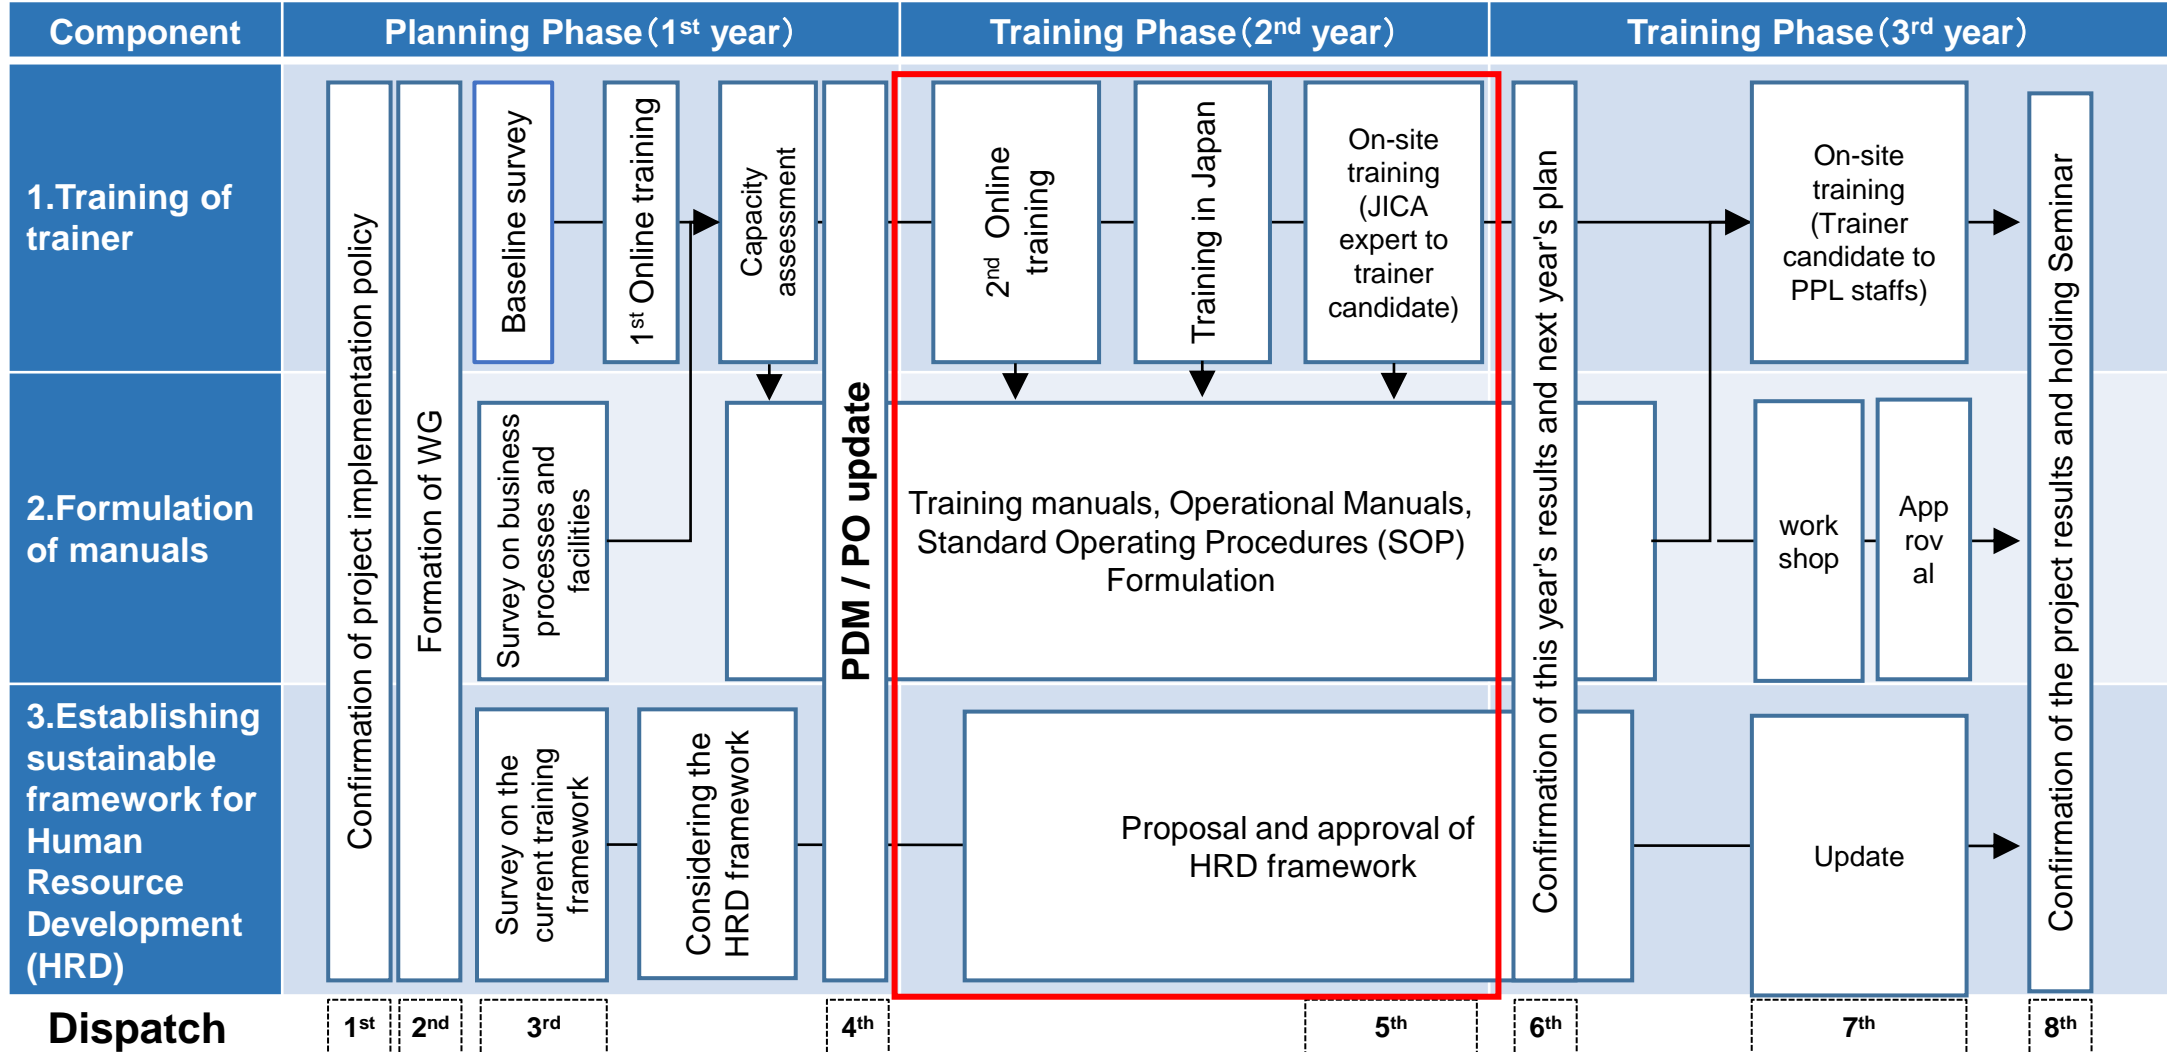 Component
Planning Phase（1st year）
Training Phase（2nd year）
Training Phase（3rd year）
1.Training of
trainer
2.Formulation
of manuals
3.Establishing
sustainable
framework for
Human
Resource
Development
(HRD)
Confirmation of project implementation policy
Formation of WG
Baseline survey
1st Online training
Capacity
assessment
Survey on business
processes and
facilities
Survey on the
current training
framework
Considering the
HRD framework
PDM / PO update
2nd Online
training
Training in Japan
On-site
training
(JICA
expert to
trainer
candidate)
Training manuals, Operational Manuals,
Standard Operating Procedures (SOP)
Formulation
Proposal and approval of
HRD framework
Confirmation of this year's results and next year's plan
On-site
training
(Trainer
candidate to
PPL staffs)
work
shop
App
rov
al
Update
Confirmation of the project results and holding Seminar
Dispatch
1st
2nd
3rd
4th
5th
6th
7th
8th